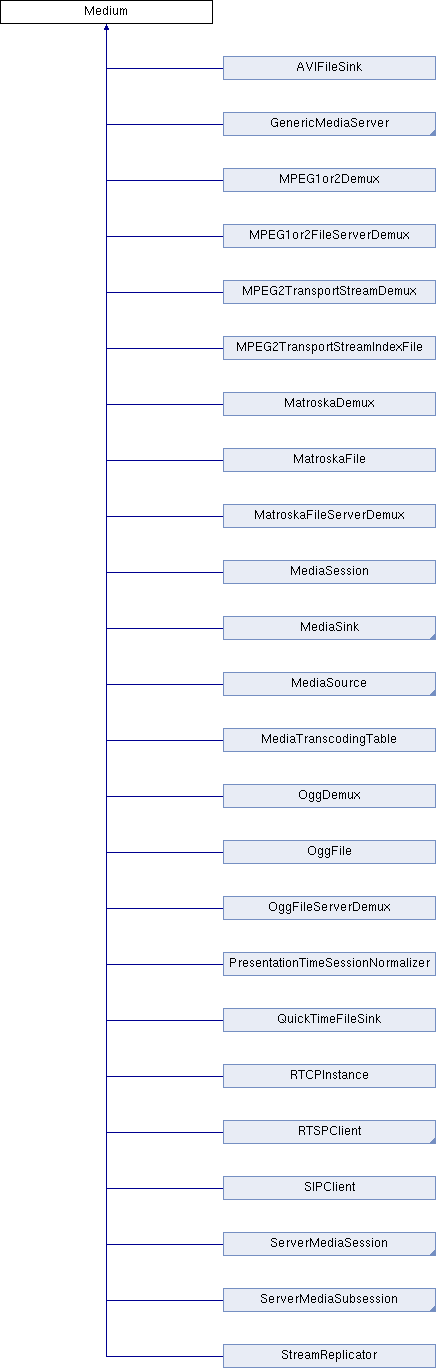 Medium
AVIFileSink
GenericMediaServer
MPEG1or2Demux
MPEG1or2FileServerDemux
MPEG2TransportStreamDemux
MPEG2TransportStreamIndexFile
MatroskaDemux
MatroskaFile
MatroskaFileServerDemux
MediaSession
MediaSink
MediaSource
MediaTranscodingTable
OggDemux
OggFile
OggFileServerDemux
PresentationTimeSessionNormalizer
QuickTimeFileSink
RTCPInstance
RTSPClient
SIPClient
ServerMediaSession
ServerMediaSubsession
StreamReplicator